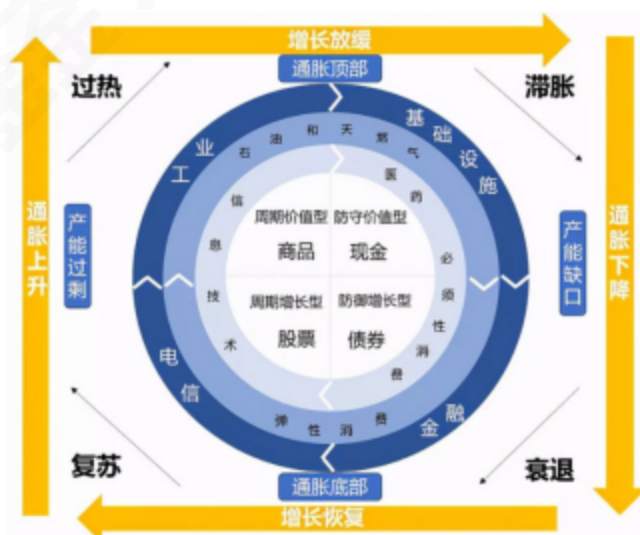 增长放缓
通胀顶部
过热
滞胀
通胀上升
产能过剩
工业
石油和天燃气
基础设施
医药
信息技术
必须性消费
周期价值型
防守价值型
商品
现金
周期增长型
防御增长型
股票
债券
产能缺口
通胀下降
电信
弹性消费
金融
复苏
衰退
通胀底部
增长恢复